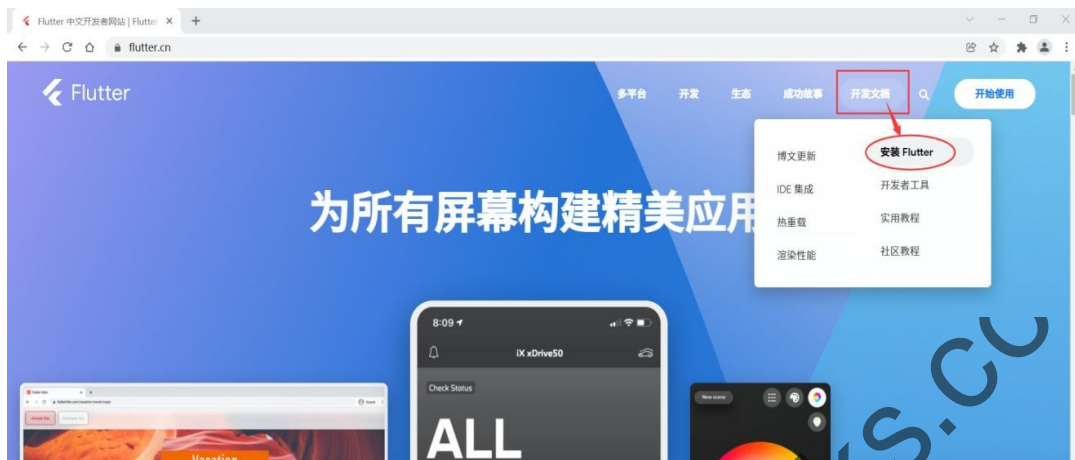 Flutter 中文开发者网站 | Flutter
flutter.cn
Flutter
多平台 开发 生态 成功故事 开发文档 开始使用
博文更新 安装 Flutter
IDE 集成 开发者工具
热重载 实用教程
渲染性能 社区教程
为所有屏幕构建精美应用
8:09
iX xDrive50
Check Status
ALL
New scene
Vacation